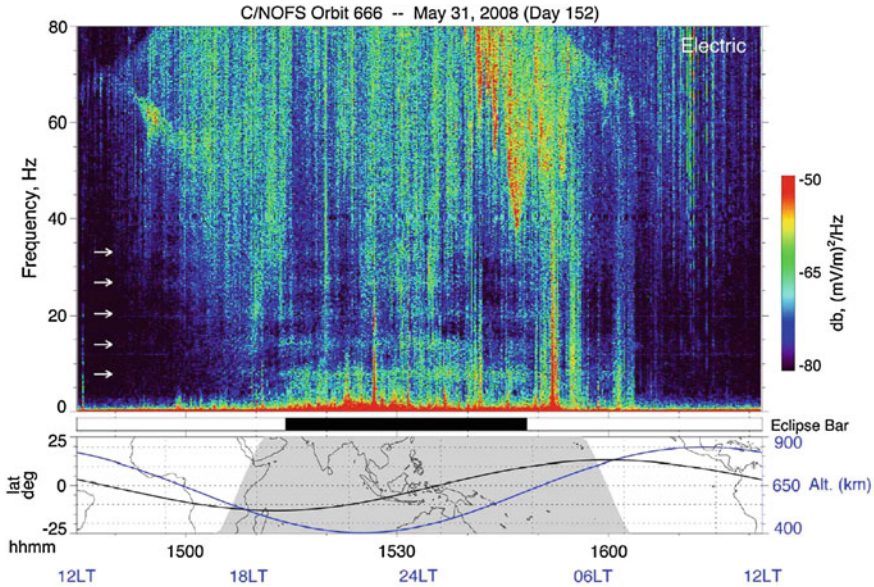 C/NOFS Orbit 666 -- May 31, 2008 (Day 152)
Electric
80
60
40
20
0
Frequency, Hz
-50
-65
-80
db, (mV/m)²/Hz
Eclipse Bar
25
0
-25
lat
deg
900
650
400
Alt. (km)
hhmm
1500
1530
1600
12LT
18LT
24LT
06LT
12LT